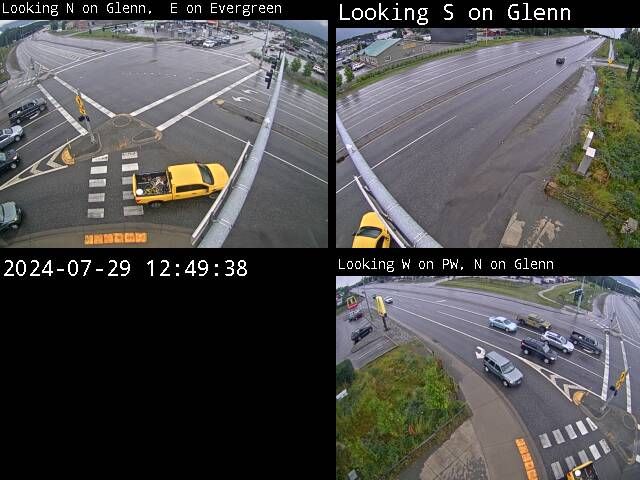 Looking N on Glenn,  E on Evergreen
Looking S on Glenn
2024-07-29 12:49:38
Looking W on PW, N on Glenn